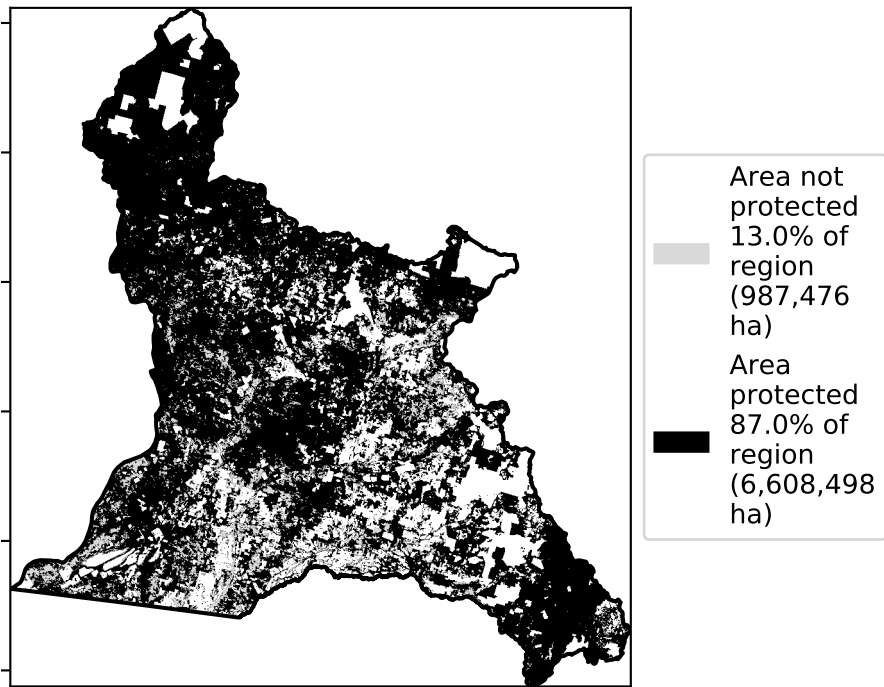 Area not
protected
13.0% of
region
(987,476
ha)
Area
protected
87.0% of
region
(6,608,498
ha)